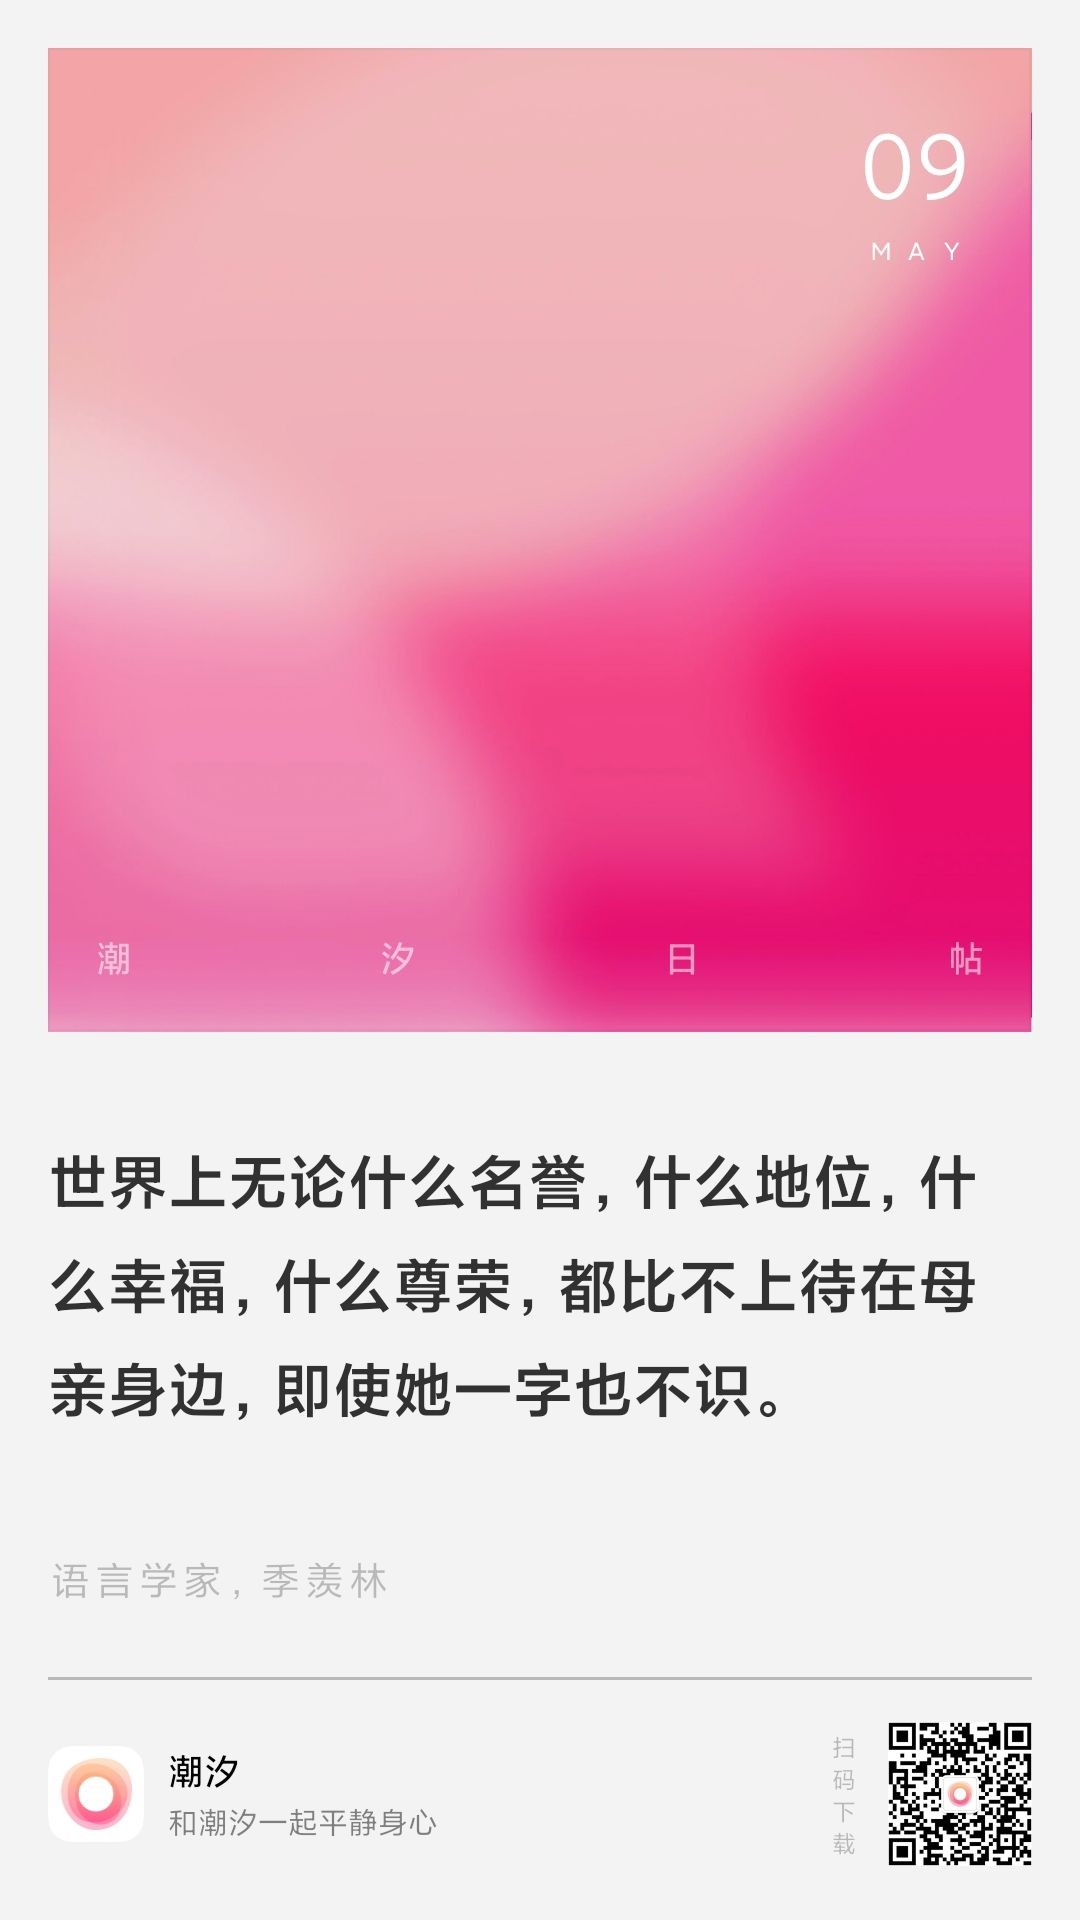 09
MAY
潮汐日帖
世界上无论什么名誉，什么地位，什
么幸福，什么尊荣，都比不上待在母
亲身边，即使她一字也不识。
语言学家，季羡林
潮汐
和潮汐一起平静身心
扫码下载